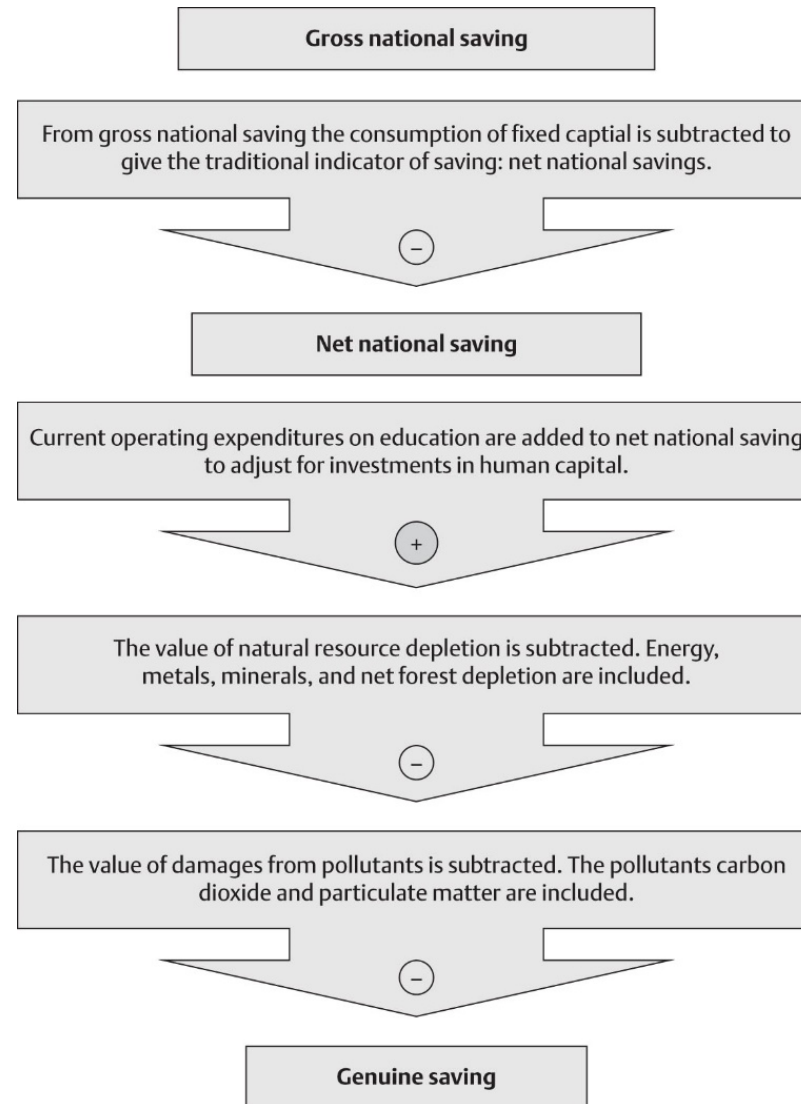 Gross national saving
From gross national saving the consumption of fixed captial is subtracted to
give the traditional indicator of saving: net national savings.
−
Net national saving
Current operating expenditures on education are added to net national saving
to adjust for investments in human capital.
+
The value of natural resource depletion is subtracted. Energy,
metals, minerals, and net forest depletion are included.
−
The value of damages from pollutants is subtracted. The pollutants carbon
dioxide and particulate matter are included.
−
Genuine saving